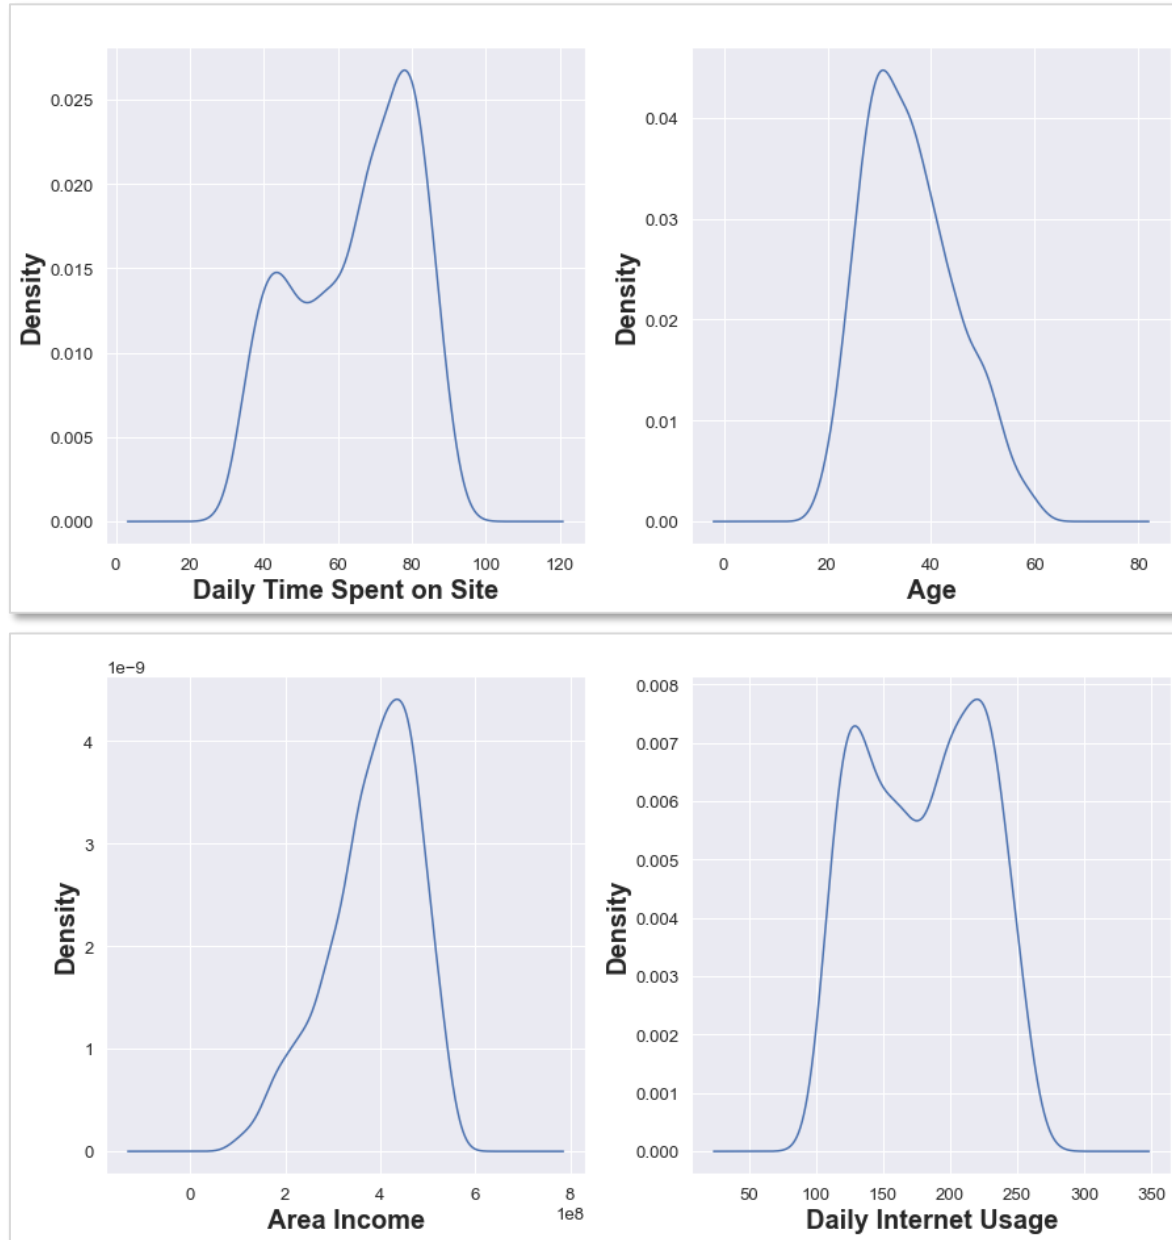 0.025
0.020
0.015
0.010
0.005
0.000
Density
0 20 40 60 80 100 120
Daily Time Spent on Site
0.04
0.03
0.02
0.01
0.00
Density
0 20 40 60 80
Age
1e−9
4
3
2
1
0
Density
0 2 4 6 8
1e8
Area Income
0.008
0.007
0.006
0.005
0.004
0.003
0.002
0.001
0.000
Density
50 100 150 200 250 300 350
Daily Internet Usage